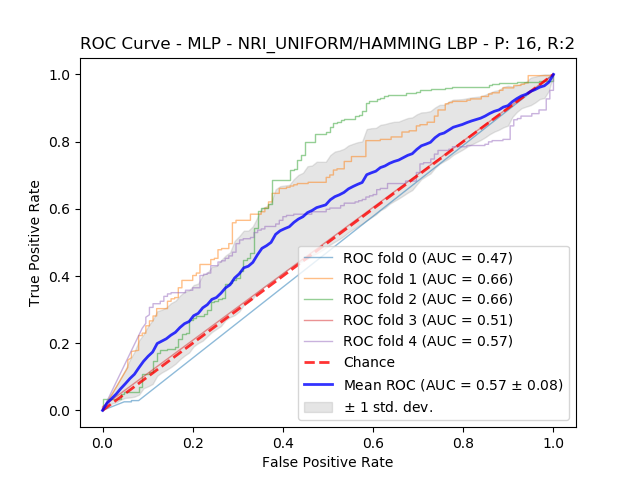 ROC Curve - MLP - NRI_UNIFORM/HAMMING LBP - P: 16, R:2
1.0
0.8
0.6
0.4
0.2
0.0
True Positive Rate
ROC fold 0 (AUC = 0.47)
ROC fold 1 (AUC = 0.66)
ROC fold 2 (AUC = 0.66)
ROC fold 3 (AUC = 0.51)
ROC fold 4 (AUC = 0.57)
Chance
Mean ROC (AUC = 0.57 ± 0.08)
± 1 std. dev.
0.0 0.2 0.4 0.6 0.8 1.0
False Positive Rate